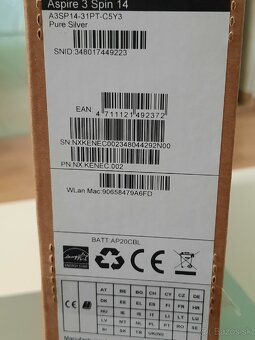 Aspire 3 Spin 14
A3SP14-31PT-C5Y3
Pure Silver
SNID:348017449223
EAN:
4 711121 492372
SN:NXKENEC002348044292N00
PN:NX.KENEC.002
WLan Mac:90658479A6FD
BATT:AP20CBL
ENERGY STAR
CE
AT BE BG CH CY CZ DE
DK EE EL ES FI FR HR
HU IE IS IT LI LT LU
LV MT NL NO PL PT RO
SE SI SK TR UK(NI)